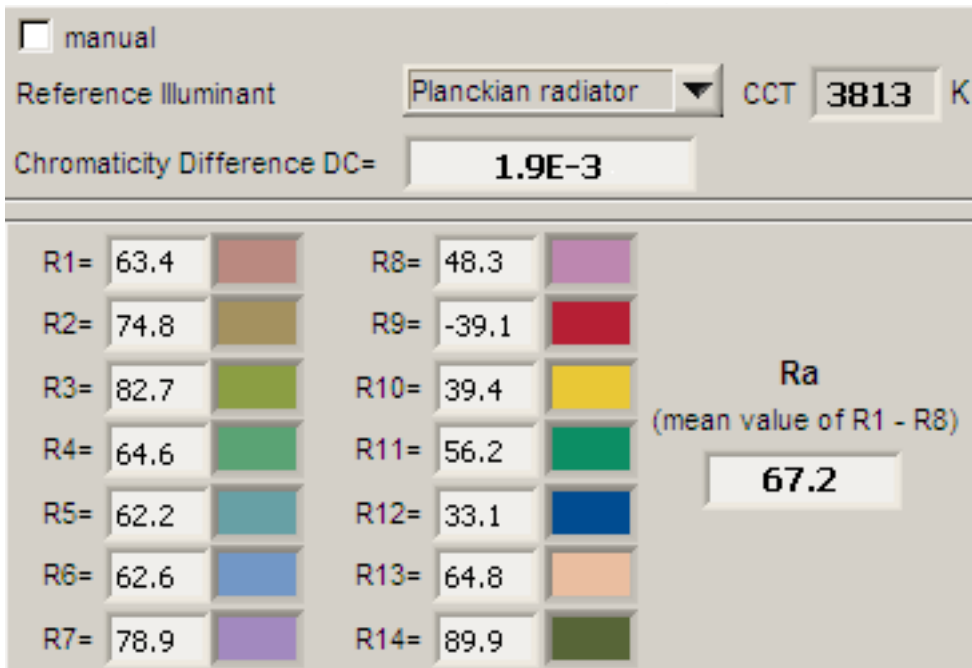 manual
Reference Illuminant Planckian radiator CCT 3813 K
Chromaticity Difference DC= 1.9E-3
R1= 63.4 R8= 48.3
R2= 74.8 R9= -39.1
R3= 82.7 R10= 39.4
R4= 64.6 R11= 56.2
R5= 62.2 R12= 33.1
R6= 62.6 R13= 64.8
R7= 78.9 R14= 89.9
Ra
(mean value of R1 - R8)
67.2